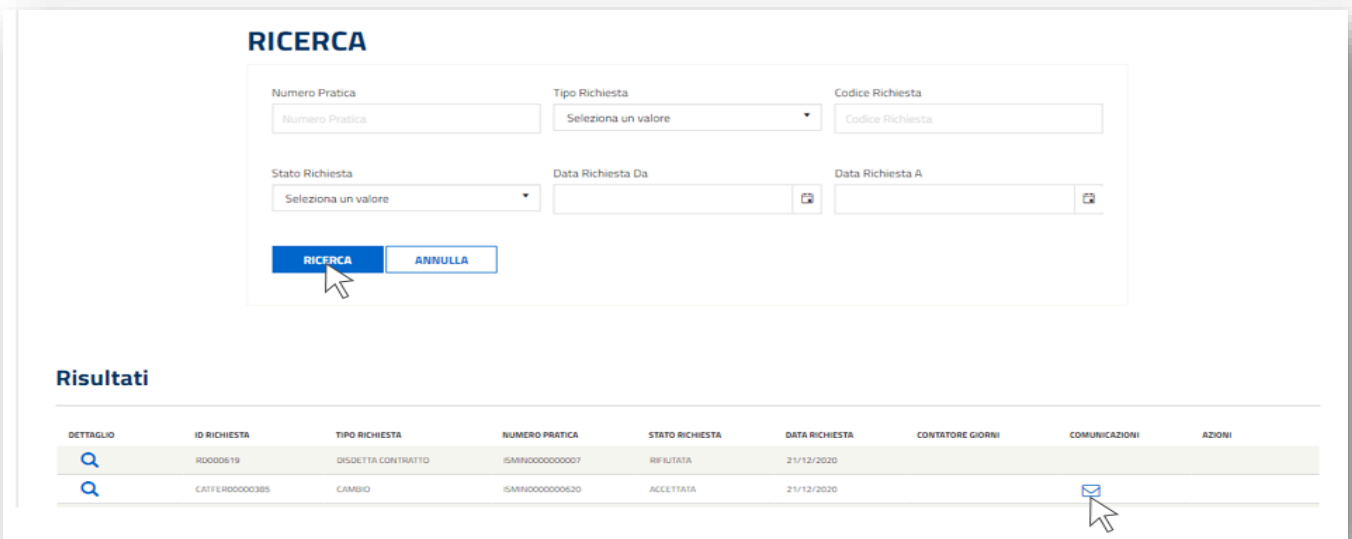 RICERCA
Numero Pratica Tipo Richiesta Codice Richiesta
Numero Pratica Seleziona un valore Codice Richiesta
Stato Richiesta Data Richiesta Da Data Richiesta A
Seleziona un valore
RICERCA ANNULLA
Risultati
DETTAGLIO ID RICHIESTA TIPO RICHIESTA NUMERO PRATICA STATO RICHIESTA DATA RICHIESTA CONTATORE GIORNI COMUNICAZIONI AZIONI
RD000619 DISDETTA CONTRATTO ISMIN0000000007 RIFIUTATA 21/12/2020
CATFER00000385 CAMBIO ISMIN0000000620 ACCETTATA 21/12/2020